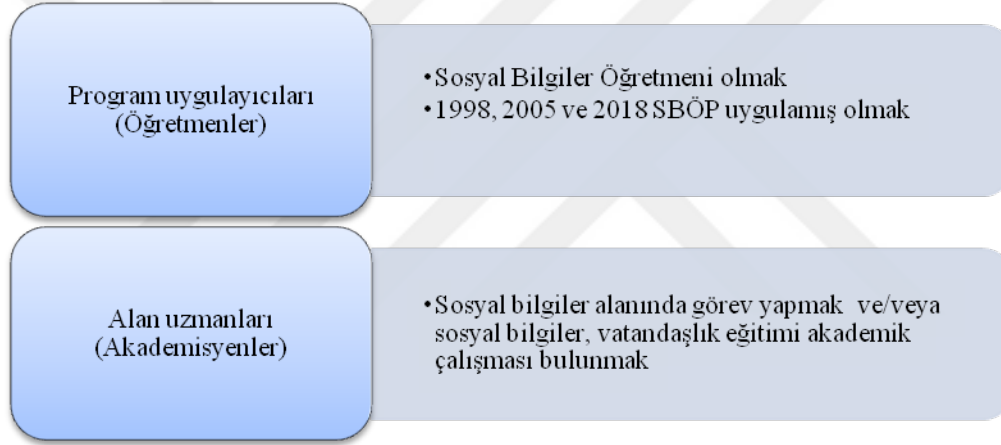 Program uygulayıcıları
(Öğretmenler)
•Sosyal Bilgiler Öğretmeni olmak
•1998, 2005 ve 2018 SBÖP uygulamış olmak
Alan uzmanları
(Akademisyenler)
•Sosyal bilgiler alanında görev yapmak ve/veya
sosyal bilgiler, vatandaşlık eğitimi akademik
çalışması bulunmak